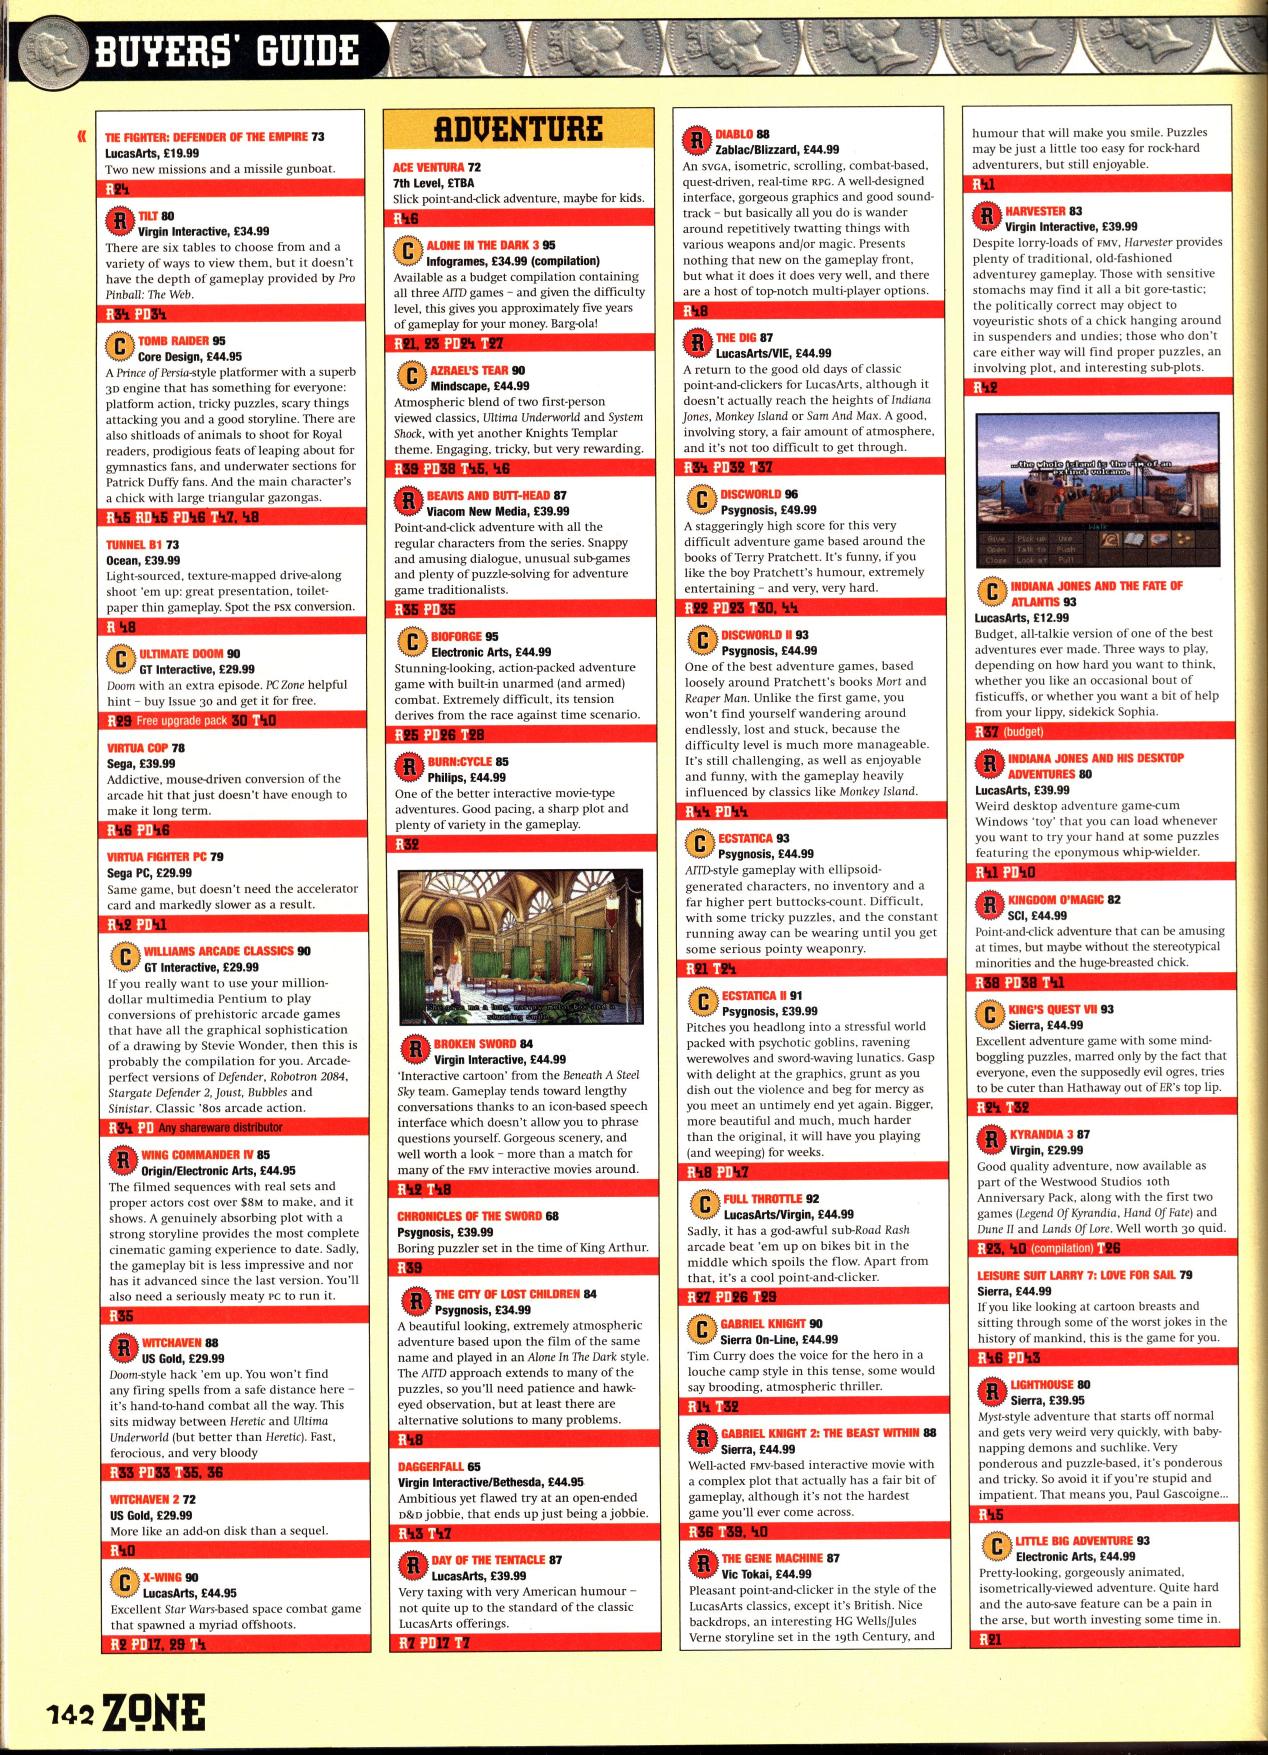 BUYERS' GUIDE
«
TIE FIGHTER: DEFENDER OF THE EMPIRE 73
LucasArts, £19.99
Two new missions and a missile gunboat.
R24
R TILT 80
Virgin Interactive, £34.99
There are six tables to choose from and a
variety of ways to view them, but it doesn't
have the depth of gameplay provided by Pro
Pinball: The Web.
R34 PD34
C TOMB RAIDER 95
Core Design, £44.95
A Prince of Persia-style platformer with a superb
3D engine that has something for everyone:
platform action, tricky puzzles, scary things
attacking you and a good storyline. There are
also shitloads of animals to shoot for Royal
readers, prodigious feats of leaping about for
gymnastics fans, and underwater sections for
Patrick Duffy fans. And the main character's
a chick with large triangular gazongas.
R45 RD45 PD46 T47, 48
TUNNEL B1 73
Ocean, £39.99
Light-sourced, texture-mapped drive-along
shoot 'em up: great presentation, toilet-
paper thin gameplay. Spot the PSX conversion.
R 48
C ULTIMATE DOOM 90
GT Interactive, £29.99
Doom with an extra episode. PC Zone helpful
hint – buy Issue 30 and get it for free.
R29 Free upgrade pack 30 T40
VIRTUA COP 78
Sega, £39.99
Addictive, mouse-driven conversion of the
arcade hit that just doesn't have enough to
make it long term.
R46 PD46
VIRTUA FIGHTER PC 79
Sega PC, £29.99
Same game, but doesn't need the accelerator
card and markedly slower as a result.
R42 PD41
C WILLIAMS ARCADE CLASSICS 90
GT Interactive, £29.99
If you really want to use your million-
dollar multimedia Pentium to play
conversions of prehistoric arcade games
that have all the graphical sophistication
of a drawing by Stevie Wonder, then this is
probably the compilation for you. Arcade-
perfect versions of Defender, Robotron 2084,
Stargate Defender 2, Joust, Bubbles and
Sinistar. Classic '80s arcade action.
R34 PD Any shareware distributor
R WING COMMANDER IV 85
Origin/Electronic Arts, £44.95
The filmed sequences with real sets and
proper actors cost over $8M to make, and it
shows. A genuinely absorbing plot with a
strong storyline provides the most complete
cinematic gaming experience to date. Sadly,
the gameplay bit is less impressive and nor
has it advanced since the last version. You'll
also need a seriously meaty PC to run it.
R35
R WITCHAVEN 88
US Gold, £29.99
Doom-style hack 'em up. You won't find
any firing spells from a safe distance here –
it's hand-to-hand combat all the way. This
sits midway between Heretic and Ultima
Underworld (but better than Heretic). Fast,
ferocious, and very bloody
R33 PD33 T35, 36
WITCHAVEN 2 72
US Gold, £29.99
More like an add-on disk than a sequel.
R40
C X-WING 90
LucasArts, £44.95
Excellent Star Wars-based space combat game
that spawned a myriad offshoots.
R2 PD17, 29 T4
ADVENTURE
ACE VENTURA 72
7th Level, £TBA
Slick point-and-click adventure, maybe for kids.
R46
C ALONE IN THE DARK 3 95
Infogrames, £34.99 (compilation)
Available as a budget compilation containing
all three AITD games – and given the difficulty
level, this gives you approximately five years
of gameplay for your money. Barg-ola!
R21, 23 PD24 T27
C AZRAEL'S TEAR 90
Mindscape, £44.99
Atmospheric blend of two first-person
viewed classics, Ultima Underworld and System
Shock, with yet another Knights Templar
theme. Engaging, tricky, but very rewarding.
R39 PD38 T45, 46
R BEAVIS AND BUTT-HEAD 87
Viacom New Media, £39.99
Point-and-click adventure with all the
regular characters from the series. Snappy
and amusing dialogue, unusual sub-games
and plenty of puzzle-solving for adventure
game traditionalists.
R35 PD35
C BIOFORGE 95
Electronic Arts, £44.99
Stunning-looking, action-packed adventure
game with built-in unarmed (and armed)
combat. Extremely difficult, its tension
derives from the race against time scenario.
R25 PD26 T28
R BURN:CYCLE 85
Philips, £44.99
One of the better interactive movie-type
adventures. Good pacing, a sharp plot and
plenty of variety in the gameplay.
R32
R BROKEN SWORD 84
Virgin Interactive, £44.99
'Interactive cartoon' from the Beneath A Steel
Sky team. Gameplay tends toward lengthy
conversations thanks to an icon-based speech
interface which doesn't allow you to phrase
questions yourself. Gorgeous scenery, and
well worth a look – more than a match for
many of the FMV interactive movies around.
R42 T48
CHRONICLES OF THE SWORD 68
Psygnosis, £39.99
Boring puzzler set in the time of King Arthur.
R39
R THE CITY OF LOST CHILDREN 84
Psygnosis, £34.99
A beautiful looking, extremely atmospheric
adventure based upon the film of the same
name and played in an Alone In The Dark style.
The AITD approach extends to many of the
puzzles, so you'll need patience and hawk-
eyed observation, but at least there are
alternative solutions to many problems.
R48
DAGGERFALL 65
Virgin Interactive/Bethesda, £44.95
Ambitious yet flawed try at an open-ended
D&D jobbie, that ends up just being a jobbie.
R43 T47
R DAY OF THE TENTACLE 87
LucasArts, £39.99
Very taxing with very American humour –
not quite up to the standard of the classic
LucasArts offerings.
R7 PD17 T7
R DIABLO 88
Zablac/Blizzard, £44.99
An SVGA, isometric, scrolling, combat-based,
quest-driven, real-time RPG. A well-designed
interface, gorgeous graphics and good sound-
track – but basically all you do is wander
around repetitively twatting things with
various weapons and/or magic. Presents
nothing that new on the gameplay front,
but what it does it does very well, and there
are a host of top-notch multi-player options.
R48
R THE DIG 87
LucasArts/VIE, £44.99
A return to the good old days of classic
point-and-clickers for LucasArts, although it
doesn't actually reach the heights of Indiana
Jones, Monkey Island or Sam And Max. A good,
involving story, a fair amount of atmosphere,
and it's not too difficult to get through.
R34 PD32 T37
C DISCWORLD 96
Psygnosis, £49.99
A staggeringly high score for this very
difficult adventure game based around the
books of Terry Pratchett. It's funny, if you
like the boy Pratchett's humour, extremely
entertaining – and very, very hard.
R22 PD23 T30, 44
C DISCWORLD II 93
Psygnosis, £44.99
One of the best adventure games, based
loosely around Pratchett's books Mort and
Reaper Man. Unlike the first game, you
won't find yourself wandering around
endlessly, lost and stuck, because the
difficulty level is much more manageable.
It's still challenging, as well as enjoyable
and funny, with the gameplay heavily
influenced by classics like Monkey Island.
R44 PD44
C ECSTATICA 93
Psygnosis, £44.99
AITD-style gameplay with ellipsoid-
generated characters, no inventory and a
far higher pert buttocks-count. Difficult,
with some tricky puzzles, and the constant
running away can be wearing until you get
some serious pointy weaponry.
R21 T24
C ECSTATICA II 91
Psygnosis, £39.99
Pitches you headlong into a stressful world
packed with psychotic goblins, ravening
werewolves and sword-waving lunatics. Gasp
with delight at the graphics, grunt as you
dish out the violence and beg for mercy as
you meet an untimely end yet again. Bigger,
more beautiful and much, much harder
than the original, it will have you playing
(and weeping) for weeks.
R48 PD47
C FULL THROTTLE 92
LucasArts/Virgin, £44.99
Sadly, it has a god-awful sub-Road Rash
arcade beat 'em up on bikes bit in the
middle which spoils the flow. Apart from
that, it's a cool point-and-clicker.
R27 PD26 T29
C GABRIEL KNIGHT 90
Sierra On-Line, £44.99
Tim Curry does the voice for the hero in a
louche camp style in this tense, some would
say brooding, atmospheric thriller.
R14 T32
R GABRIEL KNIGHT 2: THE BEAST WITHIN 88
Sierra, £44.99
Well-acted FMV-based interactive movie with
a complex plot that actually has a fair bit of
gameplay, although it's not the hardest
game you'll ever come across.
R36 T39, 40
R THE GENE MACHINE 87
Vic Tokai, £44.99
Pleasant point-and-clicker in the style of the
LucasArts classics, except it's British. Nice
backdrops, an interesting HG Wells/Jules
Verne storyline set in the 19th Century, and
humour that will make you smile. Puzzles
may be just a little too easy for rock-hard
adventurers, but still enjoyable.
R41
R HARVESTER 83
Virgin Interactive, £39.99
Despite lorry-loads of FMV, Harvester provides
plenty of traditional, old-fashioned
adventurey gameplay. Those with sensitive
stomachs may find it all a bit gore-tastic;
the politically correct may object to
voyeuristic shots of a chick hanging around
in suspenders and undies; those who don't
care either way will find proper puzzles, an
involving plot, and interesting sub-plots.
R42
...the whole island is the rim of an
extinct volcano.
Walk
Give Pick up Use
Open Talk to Push
Close Look at Pull
C INDIANA JONES AND THE FATE OF
ATLANTIS 93
LucasArts, £12.99
Budget, all-talkie version of one of the best
adventures ever made. Three ways to play,
depending on how hard you want to think,
whether you like an occasional bout of
fisticuffs, or whether you want a bit of help
from your lippy, sidekick Sophia.
R37 (budget)
R INDIANA JONES AND HIS DESKTOP
ADVENTURES 80
LucasArts, £39.99
Weird desktop adventure game-cum
Windows 'toy' that you can load whenever
you want to try your hand at some puzzles
featuring the eponymous whip-wielder.
R41 PD40
R KINGDOM O'MAGIC 82
SCI, £44.99
Point-and-click adventure that can be amusing
at times, but maybe without the stereotypical
minorities and the huge-breasted chick.
R38 PD38 T41
C KING'S QUEST VII 93
Sierra, £44.99
Excellent adventure game with some mind-
boggling puzzles, marred only by the fact that
everyone, even the supposedly evil ogres, tries
to be cuter than Hathaway out of ER's top lip.
R24 T32
R KYRANDIA 3 87
Virgin, £29.99
Good quality adventure, now available as
part of the Westwood Studios 10th
Anniversary Pack, along with the first two
games (Legend Of Kyrandia, Hand Of Fate) and
Dune II and Lands Of Lore. Well worth 30 quid.
R23, 40 (compilation) T26
LEISURE SUIT LARRY 7: LOVE FOR SAIL 79
Sierra, £44.99
If you like looking at cartoon breasts and
sitting through some of the worst jokes in the
history of mankind, this is the game for you.
R46 PD43
R LIGHTHOUSE 80
Sierra, £39.95
Myst-style adventure that starts off normal
and gets very weird very quickly, with baby-
napping demons and suchlike. Very
ponderous and puzzle-based, it's ponderous
and tricky. So avoid it if you're stupid and
impatient. That means you, Paul Gascoigne...
R45
C LITTLE BIG ADVENTURE 93
Electronic Arts, £44.99
Pretty-looking, gorgeously animated,
isometrically-viewed adventure. Quite hard
and the auto-save feature can be a pain in
the arse, but worth investing some time in.
R21
142 ZONE